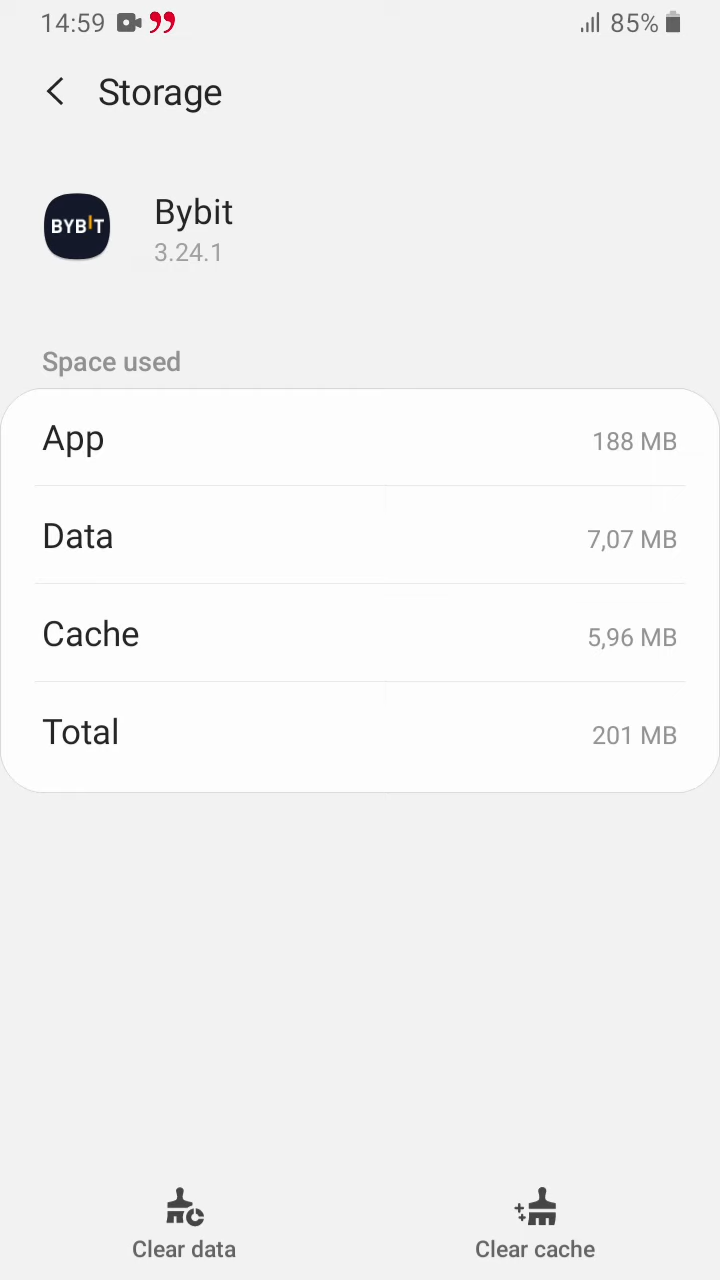 14:59 85%
Storage
BYBIT
Bybit
3.24.1
Space used
App 188 MB
Data 7,07 MB
Cache 5,96 MB
Total 201 MB
Clear data Clear cache